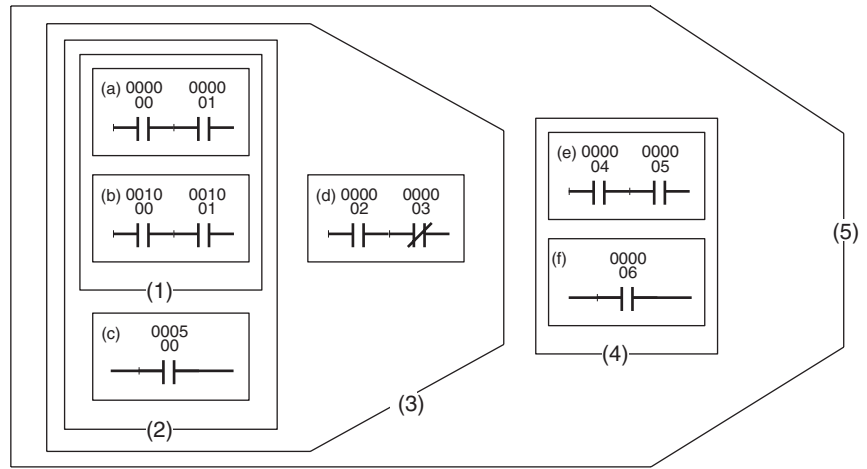 (a) 0000 0000
00 01
(b) 0010 0010
00 01
(1)
(c) 0005
00
(2)
(d) 0000 0000
02 03
(3)
(e) 0000 0000
04 05
(f) 0000
06
(4)
(5)